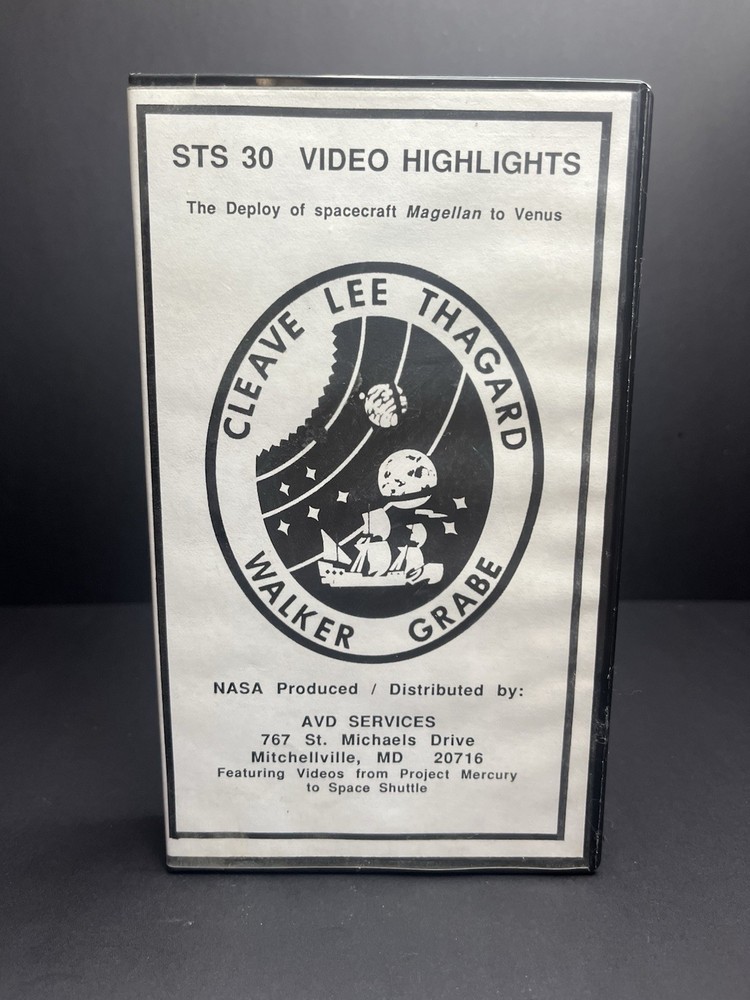 STS 30 VIDEO HIGHLIGHTS
The Deploy of spacecraft Magellan to Venus
CLEAVE LEE THAGARD
WALKER GRABE
NASA Produced / Distributed by:
AVD SERVICES
767 St. Michaels Drive
Mitchellville, MD 20716
Featuring Videos from Project Mercury
to Space Shuttle